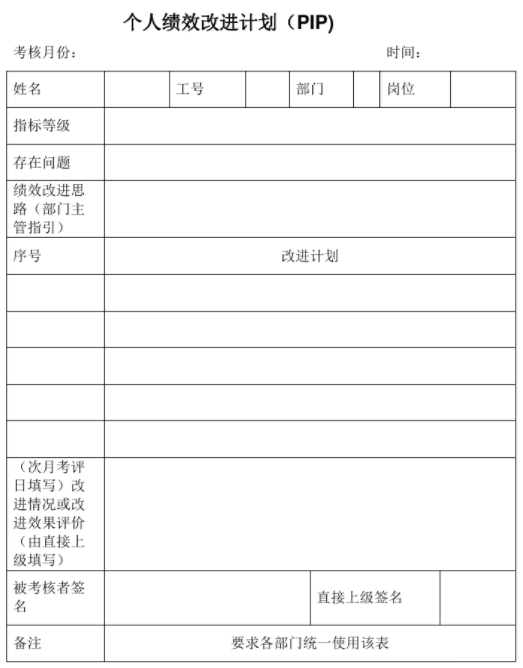 个人绩效改进计划（PIP)
考核月份： 时间：
姓名 工号 部门 岗位
指标等级
存在问题
绩效改进思
路（部门主
管指引）
序号 改进计划
（次月考评
日填写）改
进情况或改
进效果评价
（由直接上
级填写）
被考核者签
名
直接上级签名
备注 要求各部门统一使用该表